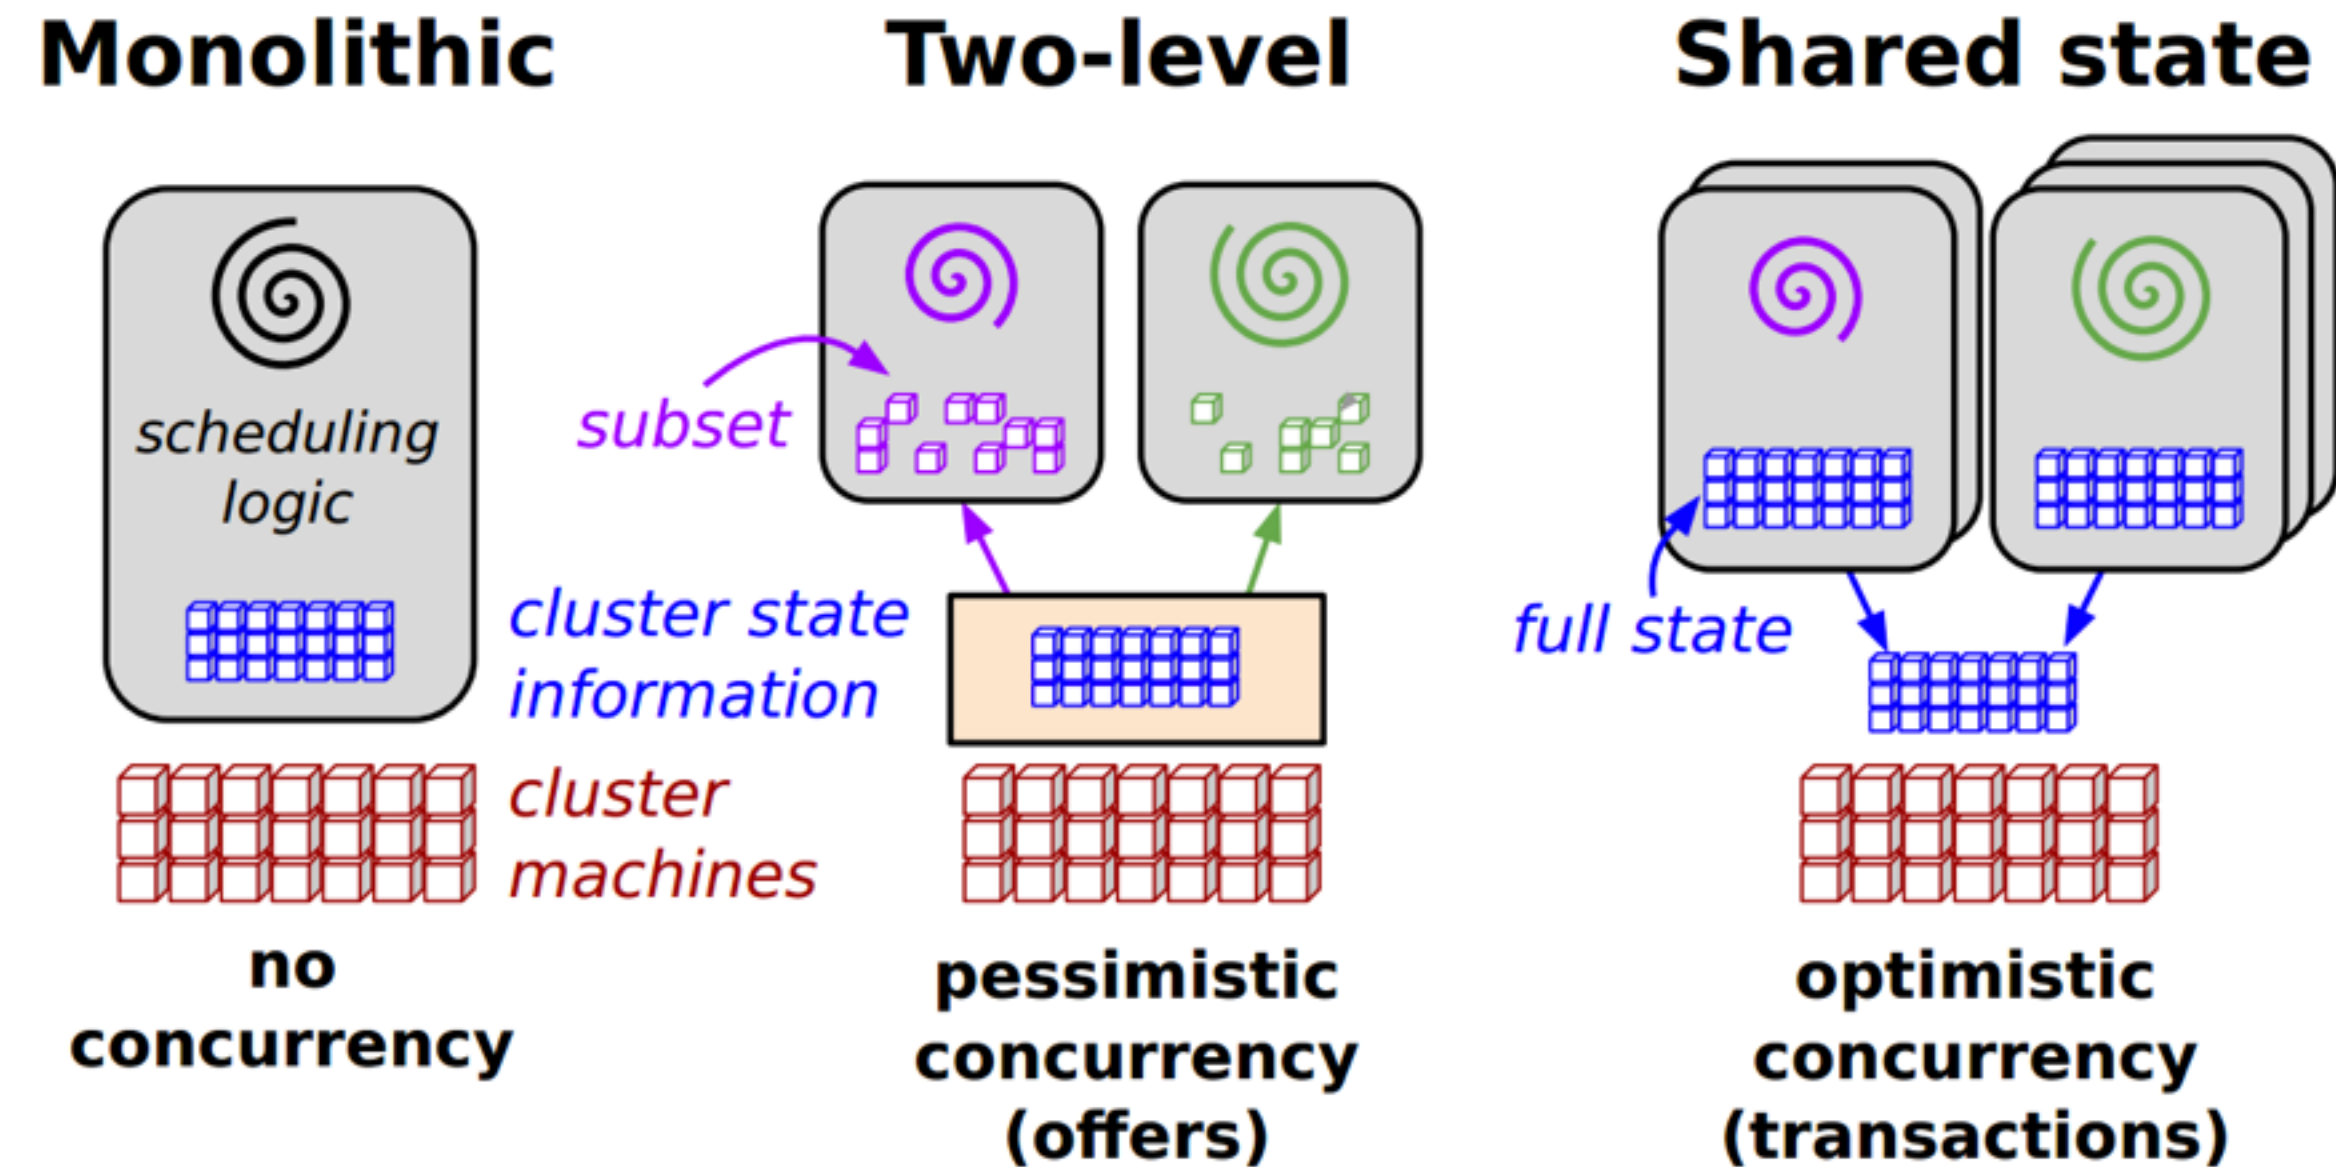 Monolithic
Two-level
Shared state
scheduling
logic
subset
cluster state
information
full state
cluster
machines
no
concurrency
pessimistic
concurrency
(offers)
optimistic
concurrency
(transactions)